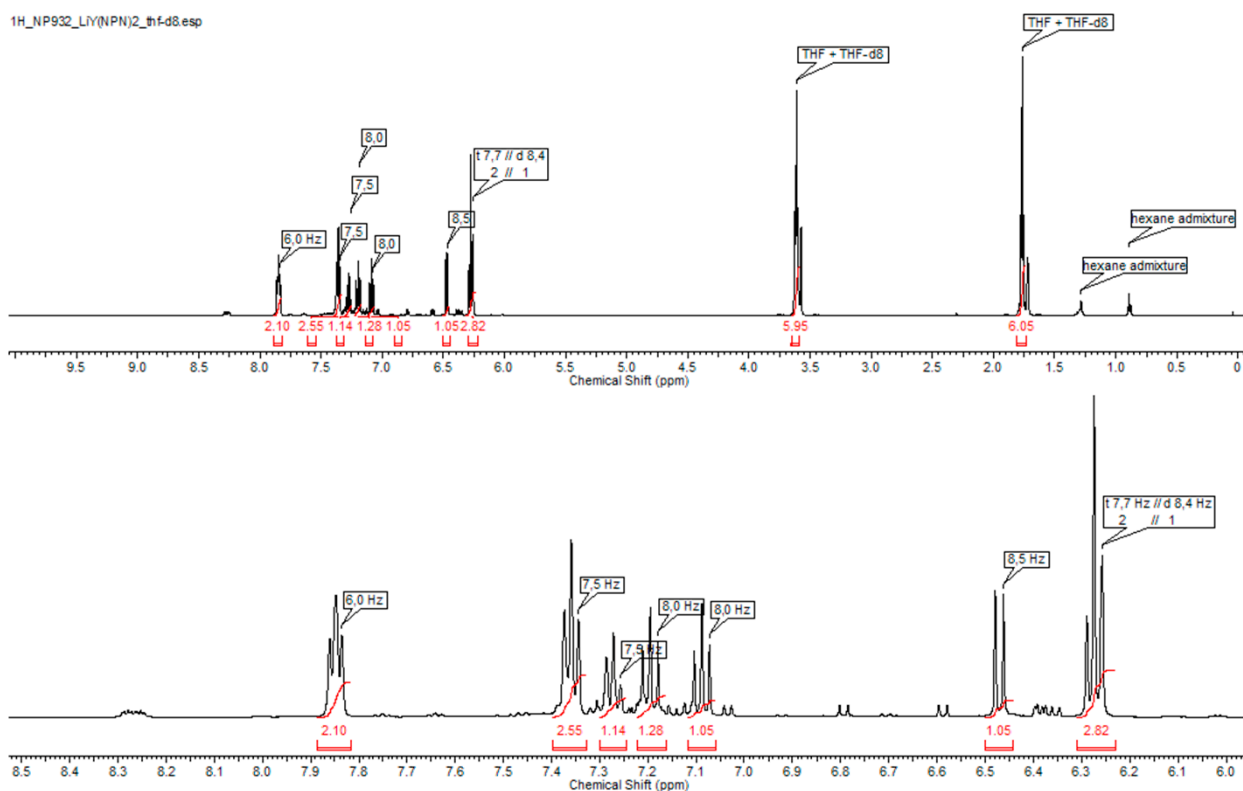 1H_NP932_LiY(NPN)2_thf-d8.esp
THF + THF-d8
THF + THF-d8
8,0
7,5
t 7,7 // d 8,4
2 // 1
8,5
hexane admixture
6,0 Hz
7,5
8,0
hexane admixture
2.10 2.55 1.14 1.28 1.05 1.05 2.82 5.95 6.05
9.5 9.0 8.5 8.0 7.5 7.0 6.5 6.0 5.5 5.0 4.5 4.0 3.5 3.0 2.5 2.0 1.5 1.0 0.5 0
Chemical Shift (ppm)
t 7,7 Hz // d 8,4 Hz
2 // 1
8,5 Hz
6,0 Hz
7,5 Hz
8,0 Hz
8,0 Hz
7,5 Hz
2.10 2.55 1.14 1.28 1.05 1.05 2.82
8.5 8.4 8.3 8.2 8.1 8.0 7.9 7.8 7.7 7.6 7.5 7.4 7.3 7.2 7.1 7.0 6.9 6.8 6.7 6.6 6.5 6.4 6.3 6.2 6.1 6.0
Chemical Shift (ppm)